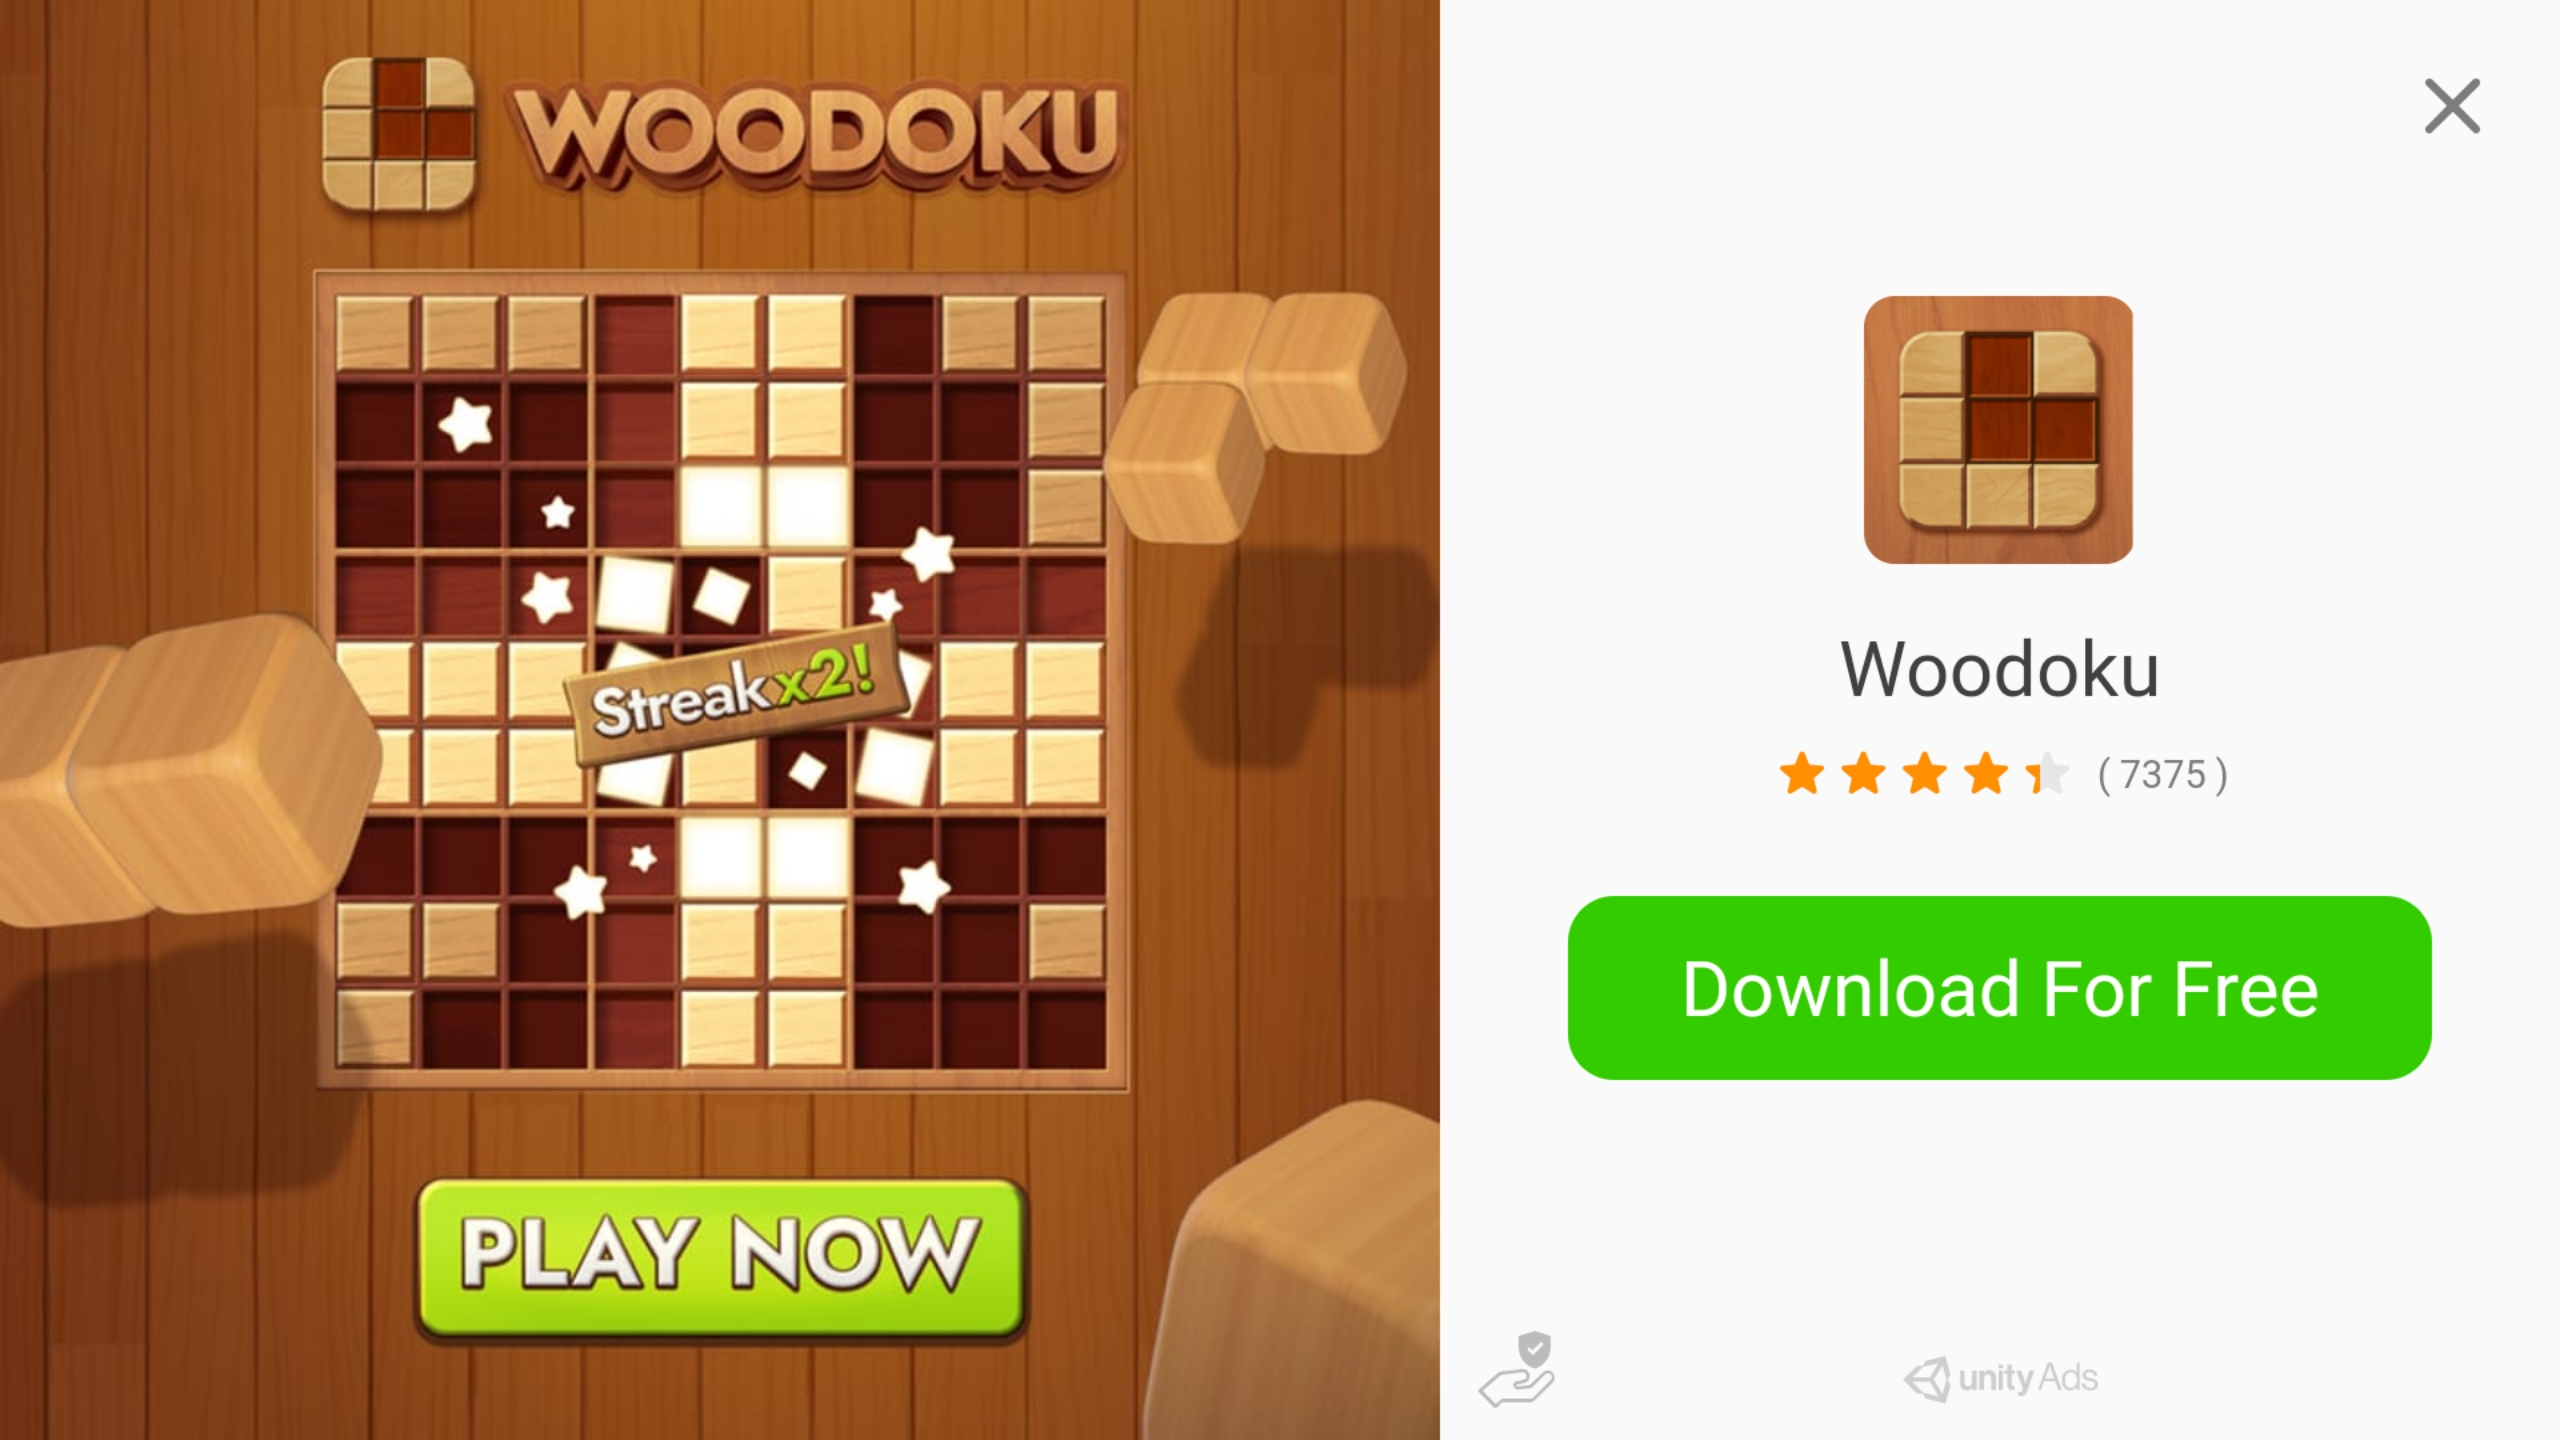 WOODOKU
Streak x2!
PLAY NOW
Woodoku
( 7375 )
Download For Free
unity Ads